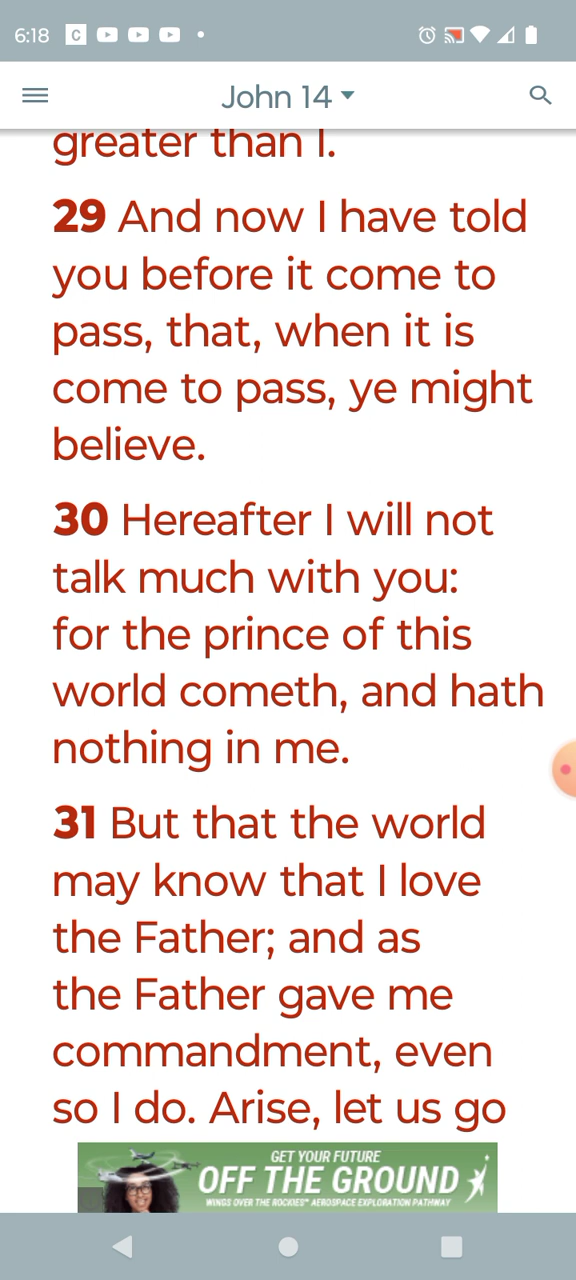 6:18
C
John 14
greater than I.
29 And now I have told
you before it come to
pass, that, when it is
come to pass, ye might
believe.
30 Hereafter I will not
talk much with you:
for the prince of this
world cometh, and hath
nothing in me.
31 But that the world
may know that I love
the Father; and as
the Father gave me
commandment, even
so I do. Arise, let us go
GET YOUR FUTURE
OFF THE GROUND
WINGS OVER THE ROCKIES™ AEROSPACE EXPLORATION PATHWAY